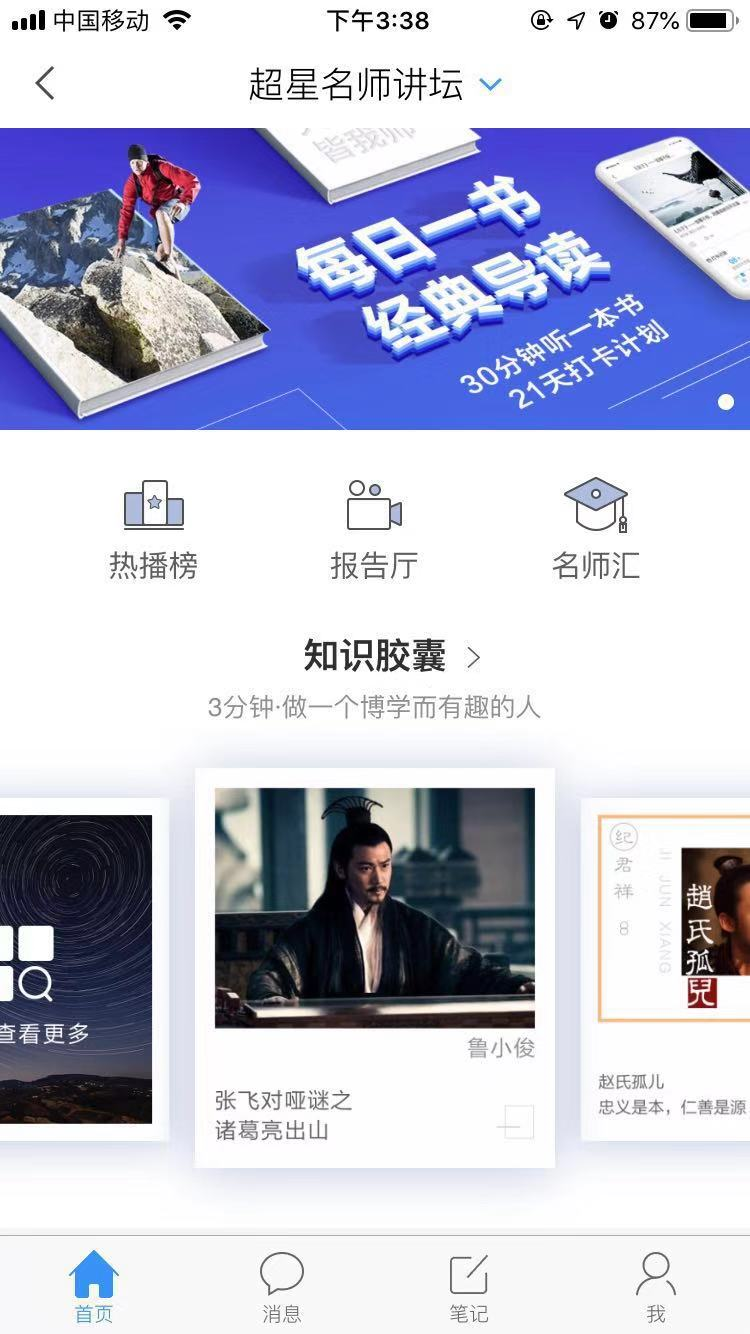 中国移动
下午3:38
87%
超星名师讲坛
皆我师
每日一书
经典导读
30分钟听一本书
21天打卡计划
热播榜
报告厅
名师汇
知识胶囊
3分钟·做一个博学而有趣的人
查看更多
鲁小俊
张飞对哑谜之
诸葛亮出山
纪君祥
JI JUN XIANG
趙氏孤兒
赵氏孤儿
忠义是本，仁善是源
首页
消息
笔记
我